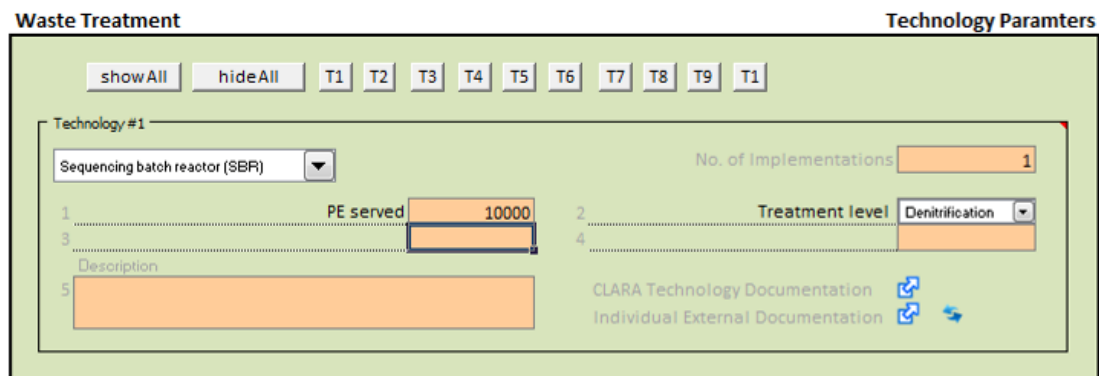 Waste Treatment Technology Paramters
showAll hideAll T1 T2 T3 T4 T5 T6 T7 T8 T9 T1
Technology #1
Sequencing batch reactor (SBR) No. of Implementations 1
1 PE served 10000 2 Treatment level Denitrification
3 4
Description
5
CLARA Technology Documentation
Individual External Documentation